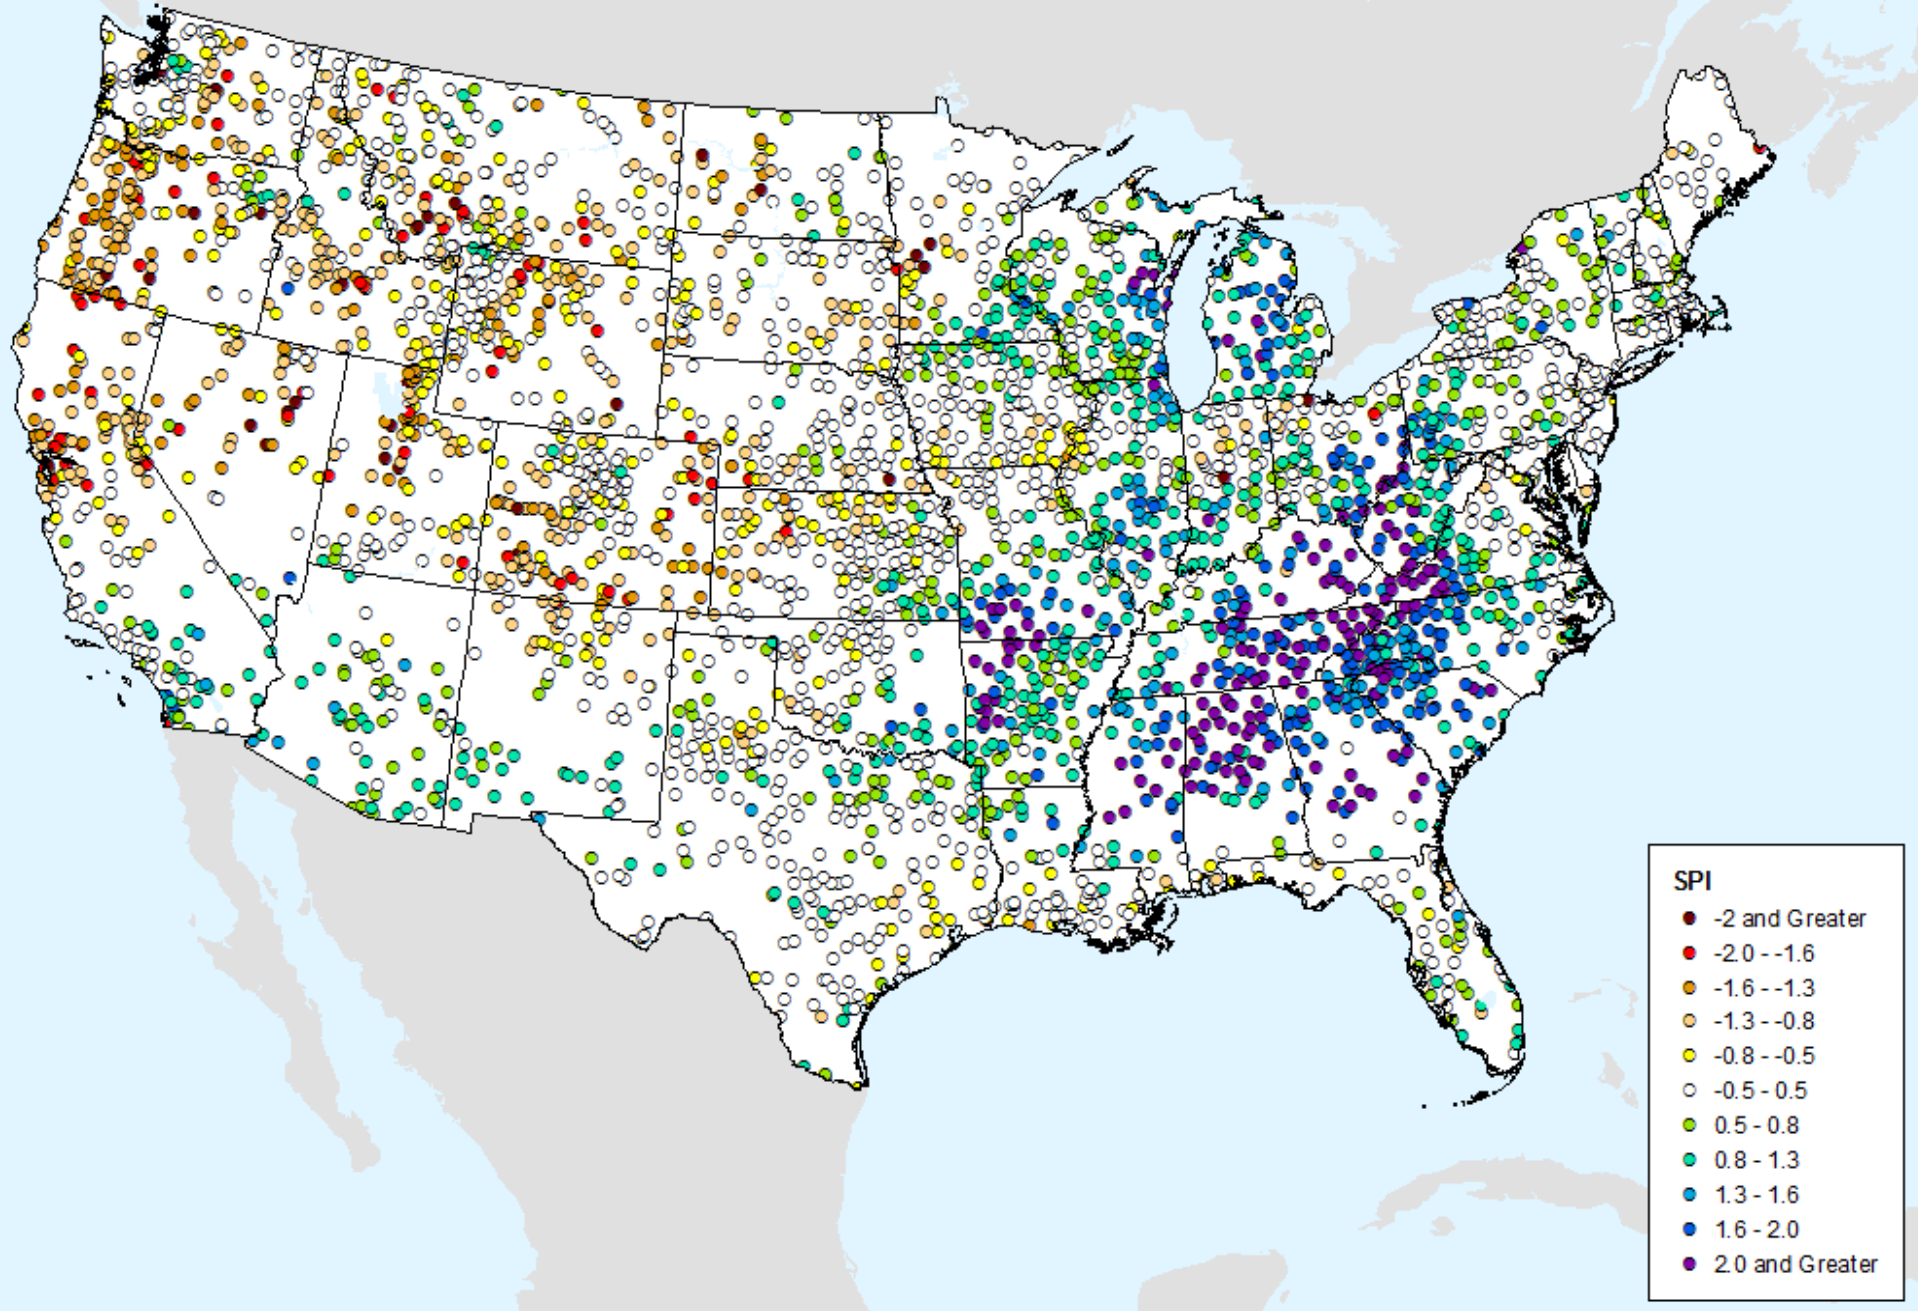 SPI
-2 and Greater
-2.0 - -1.6
-1.6 - -1.3
-1.3 - -0.8
-0.8 - -0.5
-0.5 - 0.5
0.5 - 0.8
0.8 - 1.3
1.3 - 1.6
1.6 - 2.0
2.0 and Greater